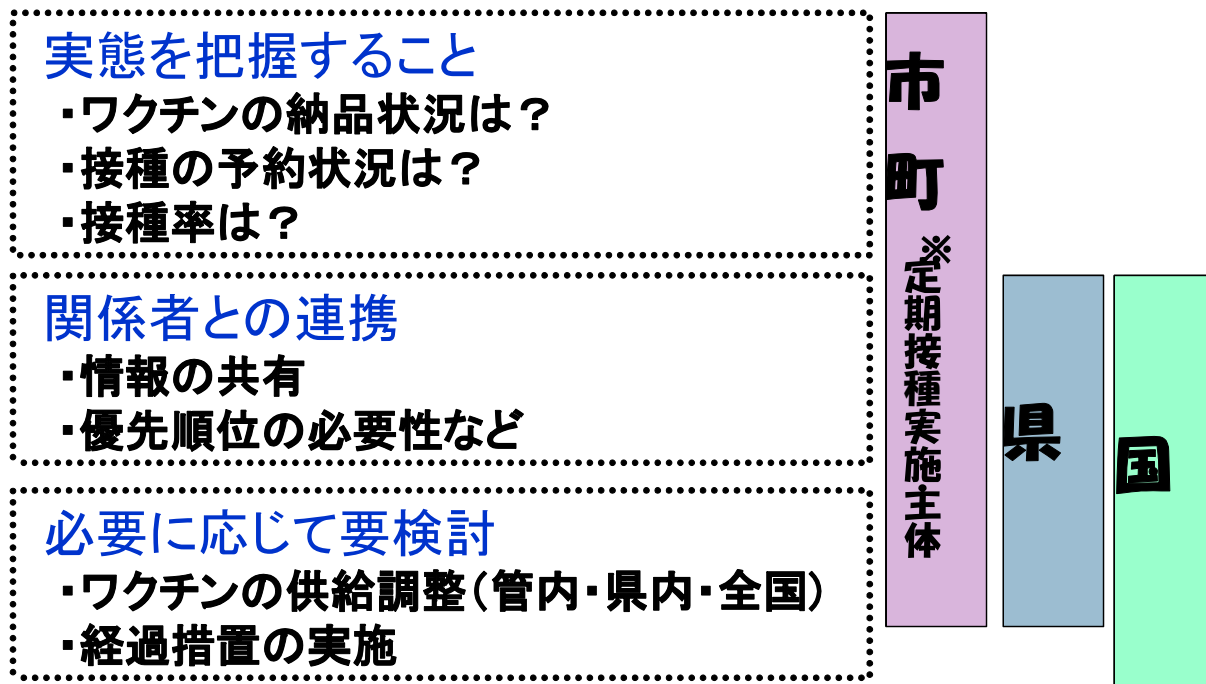 実態を把握すること
・ワクチンの納品状況は？
・接種の予約状況は？
・接種率は？
関係者との連携
・情報の共有
・優先順位の必要性など
必要に応じて要検討
・ワクチンの供給調整（管内・県内・全国）
・経過措置の実施
市町
※定期接種実施主体
県
国